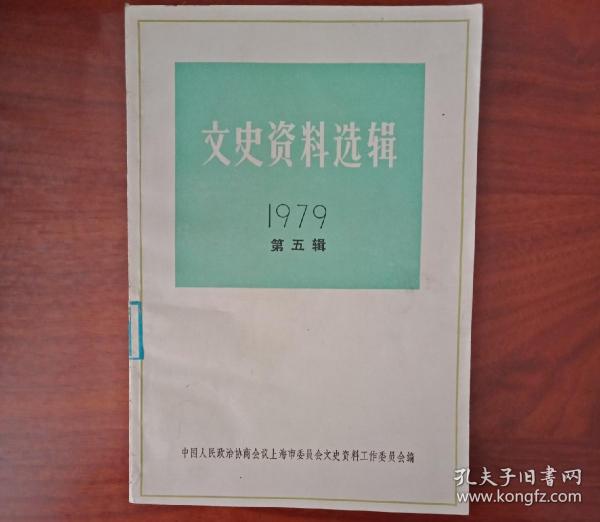 文史资料选辑
1979
第五辑
中国人民政治协商会议上海市委员会文史资料工作委员会编
孔夫子旧书网
www.kongfz.com